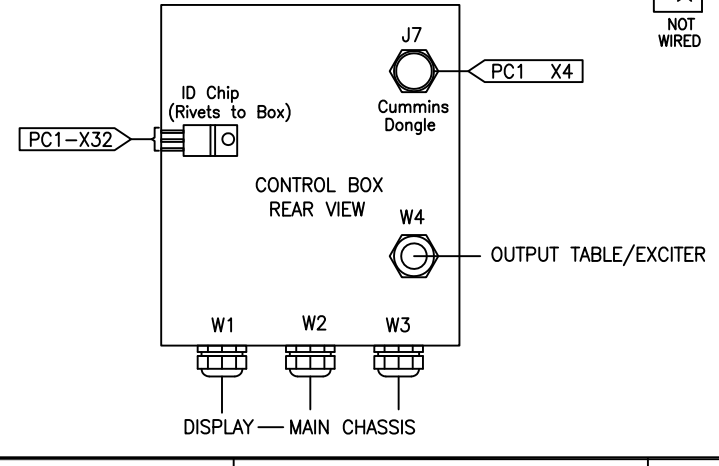 J7
NOT
WIRED
PC1 X4
ID Chip
(Rivets to Box)
Cummins
Dongle
PC1-X32
CONTROL BOX
REAR VIEW
W4
OUTPUT TABLE/EXCITER
W1 W2 W3
DISPLAY — MAIN CHASSIS